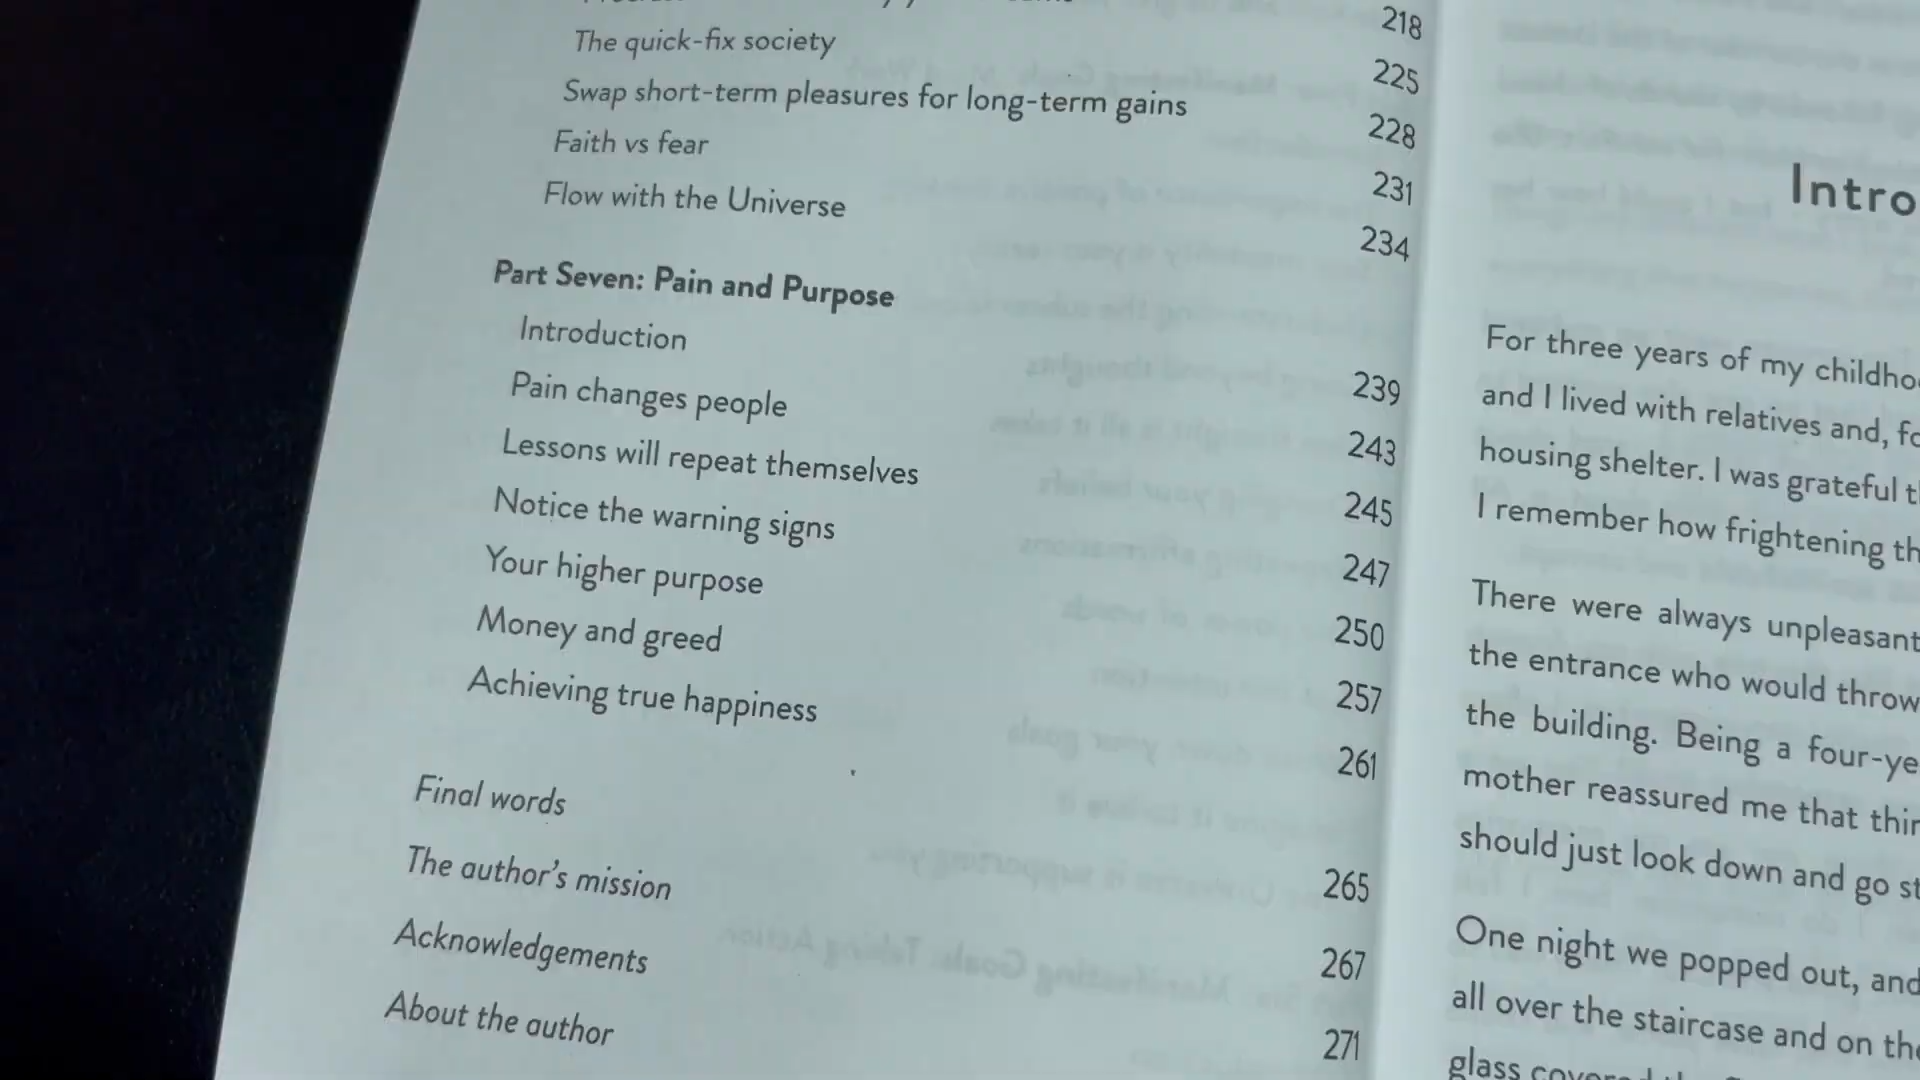 218
The quick-fix society 225
Swap short-term pleasures for long-term gains 228
Faith vs fear 231
Flow with the Universe 234
Part Seven: Pain and Purpose
Introduction 239
Pain changes people 243
Lessons will repeat themselves 245
Notice the warning signs 247
Your higher purpose 250
Money and greed 257
Achieving true happiness 261
Final words 265
The author's mission 267
Acknowledgements 271
About the author
Intro
For three years of my childho
and I lived with relatives and, fo
housing shelter. I was grateful t
I remember how frightening th
There were always unpleasant
the entrance who would throw
the building. Being a four-ye
mother reassured me that thin
should just look down and go st
One night we popped out, and
all over the staircase and on the
glass